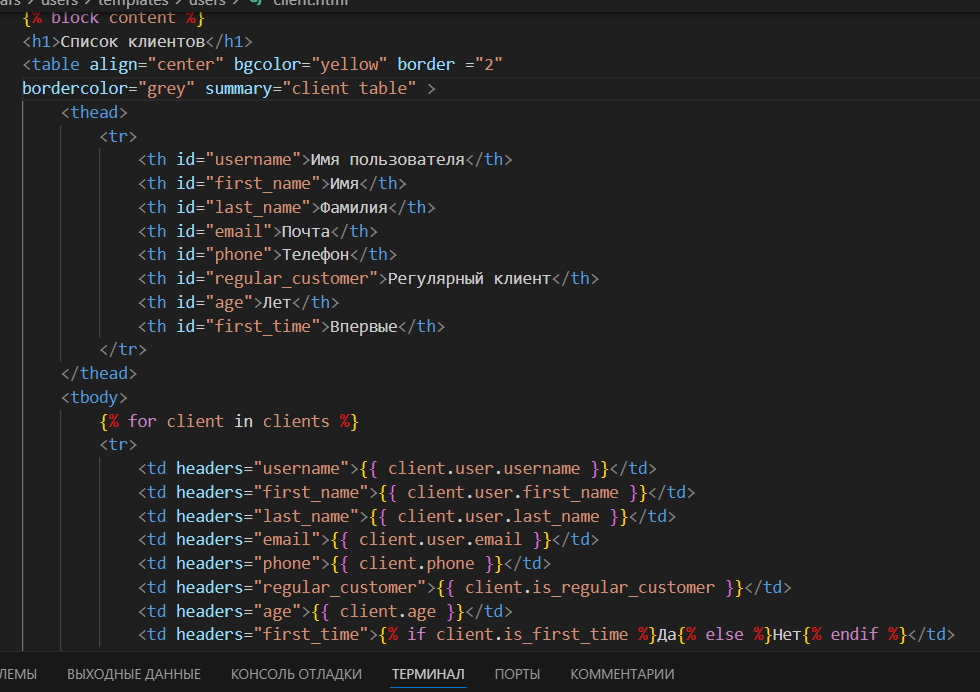 users > templates > users > client.html
{% block content %}
<h1>Список клиентов</h1>
<table align="center" bgcolor="yellow" border ="2"
bordercolor="grey" summary="client table" >
<thead>
<tr>
<th id="username">Имя пользователя</th>
<th id="first_name">Имя</th>
<th id="last_name">Фамилия</th>
<th id="email">Почта</th>
<th id="phone">Телефон</th>
<th id="regular_customer">Регулярный клиент</th>
<th id="age">Лет</th>
<th id="first_time">Впервые</th>
</tr>
</thead>
<tbody>
{% for client in clients %}
<tr>
<td headers="username">{{ client.user.username }}</td>
<td headers="first_name">{{ client.user.first_name }}</td>
<td headers="last_name">{{ client.user.last_name }}</td>
<td headers="email">{{ client.user.email }}</td>
<td headers="phone">{{ client.phone }}</td>
<td headers="regular_customer">{{ client.is_regular_customer }}</td>
<td headers="age">{{ client.age }}</td>
<td headers="first_time">{% if client.is_first_time %}Да{% else %}Нет{% endif %}</td>
ВЫХОДНЫЕ ДАННЫЕ КОНСОЛЬ ОТЛАДКИ ТЕРМИНАЛ ПОРТЫ КОММЕНТАРИИ